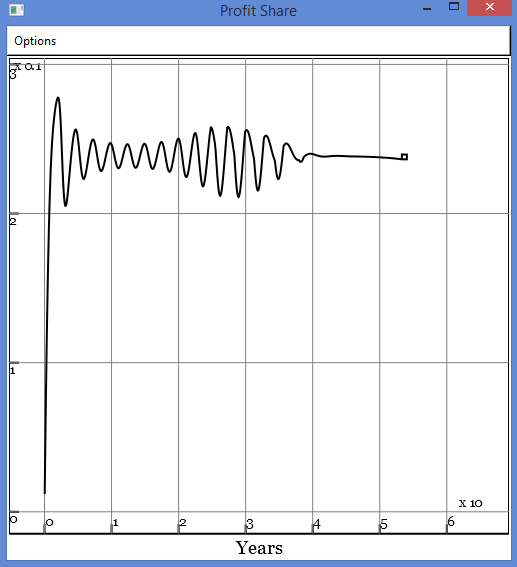 Profit Share
Options
x 0.1
3
2
1
0
0 1 2 3 4 5 6
x 10
Years